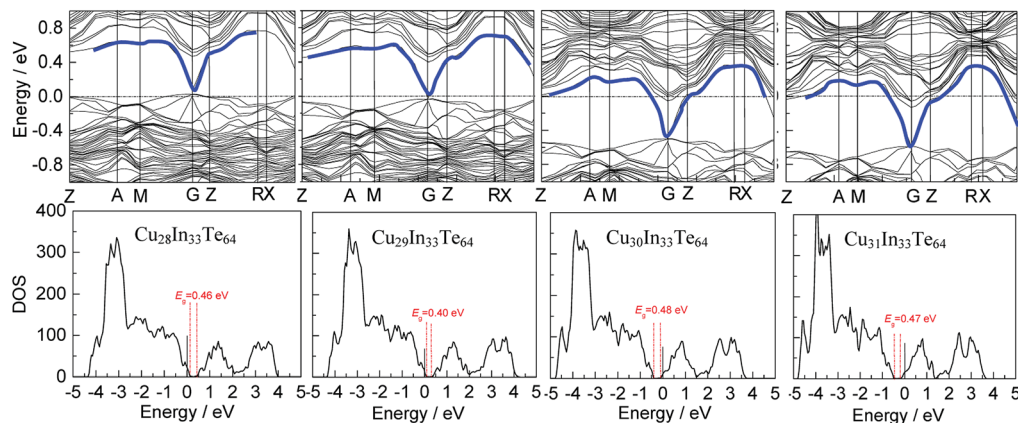 Energy / eV
0.8
0.4
0.0
-0.4
-0.8
Z A M G Z RX
Z A M G Z RX
Z A M G Z R X
Z A M G Z R X
DOS
400
300
200
100
0
Cu28In33Te64
Eg=0.46 eV
-5 -4 -3 -2 -1 0 1 2 3 4 5
Energy / eV
Cu29In33Te64
Eg=0.40 eV
-5 -4 -3 -2 -1 0 1 2 3 4 5
Energy / eV
Cu30In33Te64
Eg=0.48 eV
-5 -4 -3 -2 -1 0 1 2 3 4 5
Energy / eV
Cu31In33Te64
Eg=0.47 eV
-5 -4 -3 -2 -1 0 1 2 3 4 5
Energy / eV